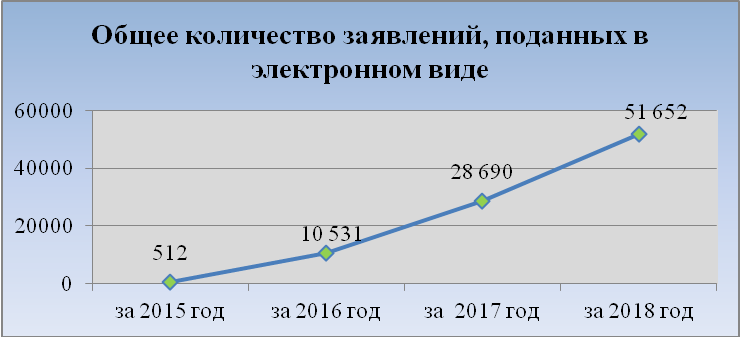 Общее количество заявлений, поданных в
электронном виде
60000
40000
20000
0
512
10 531
28 690
51 652
за 2015 год
за 2016 год
за  2017 год
за 2018 год